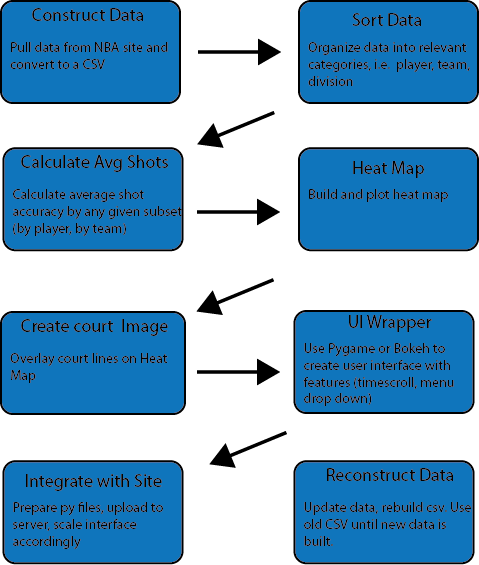 Construct Data
Pull data from NBA site and
convert to a CSV
Sort Data
Organize data into relevant
categories, i.e. player, team,
division
Calculate Avg Shots
Calculate average shot
accuracy by any given subset
(by player, by team)
Heat Map
Build and plot heat map
Create court Image
Overlay court lines on Heat
Map
UI Wrapper
Use Pygame or Bokeh to
create user interface with
features (timescroll, menu
drop down)
Integrate with Site
Prepare py files, upload to
server, scale interface
accordingly
Reconstruct Data
Update data, rebuild csv. Use
old CSV until new data is
built